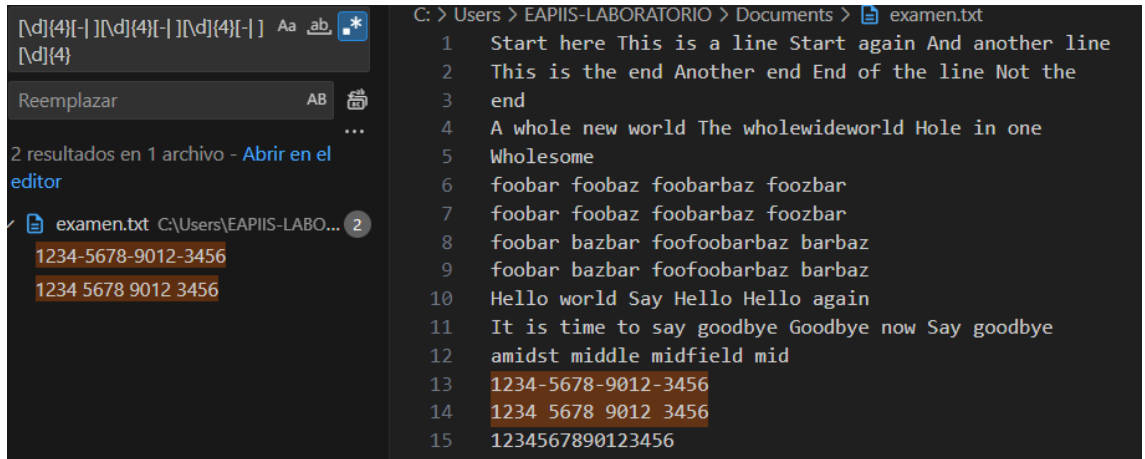 [\d]{4}[-| ][\d]{4}[-| ][\d]{4}[-| ] Aa ab .*
[\d]{4}
Reemplazar AB
...
2 resultados en 1 archivo - Abrir en el
editor
examen.txt C:\Users\EAPIIS-LABO... 2
1234-5678-9012-3456
1234 5678 9012 3456
C: > Users > EAPIIS-LABORATORIO > Documents > examen.txt
1 Start here This is a line Start again And another line
2 This is the end Another end End of the line Not the
3 end
4 A whole new world The wholewideworld Hole in one
5 Wholesome
6 foobar foobaz foobarbaz foozbar
7 foobar foobaz foobarbaz foozbar
8 foobar bazbar foofoobarbaz barbaz
9 foobar bazbar foofoobarbaz barbaz
10 Hello world Say Hello Hello again
11 It is time to say goodbye Goodbye now Say goodbye
12 amidst middle midfield mid
13 1234-5678-9012-3456
14 1234 5678 9012 3456
15 1234567890123456